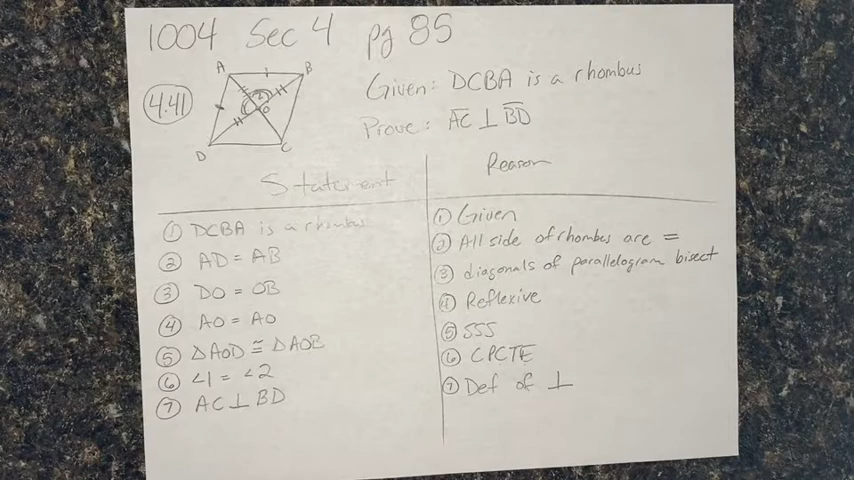 1004 Sec 4 pg 85
4.41
A B
1 2
O
D C
Given: DCBA is a rhombus
Prove: AC ⊥ BD
Statement Reason
① DCBA is a rhombus
② AD = AB
③ DO = OB
④ AO = AO
⑤ △AOD ≅ △AOB
⑥ ∠1 = ∠2
⑦ AC ⊥ BD
① Given
② All side of rhombus are =
③ diagonals of parallelogram bisect
④ Reflexive
⑤ SSS
⑥ CPCTE
⑦ Def of ⊥